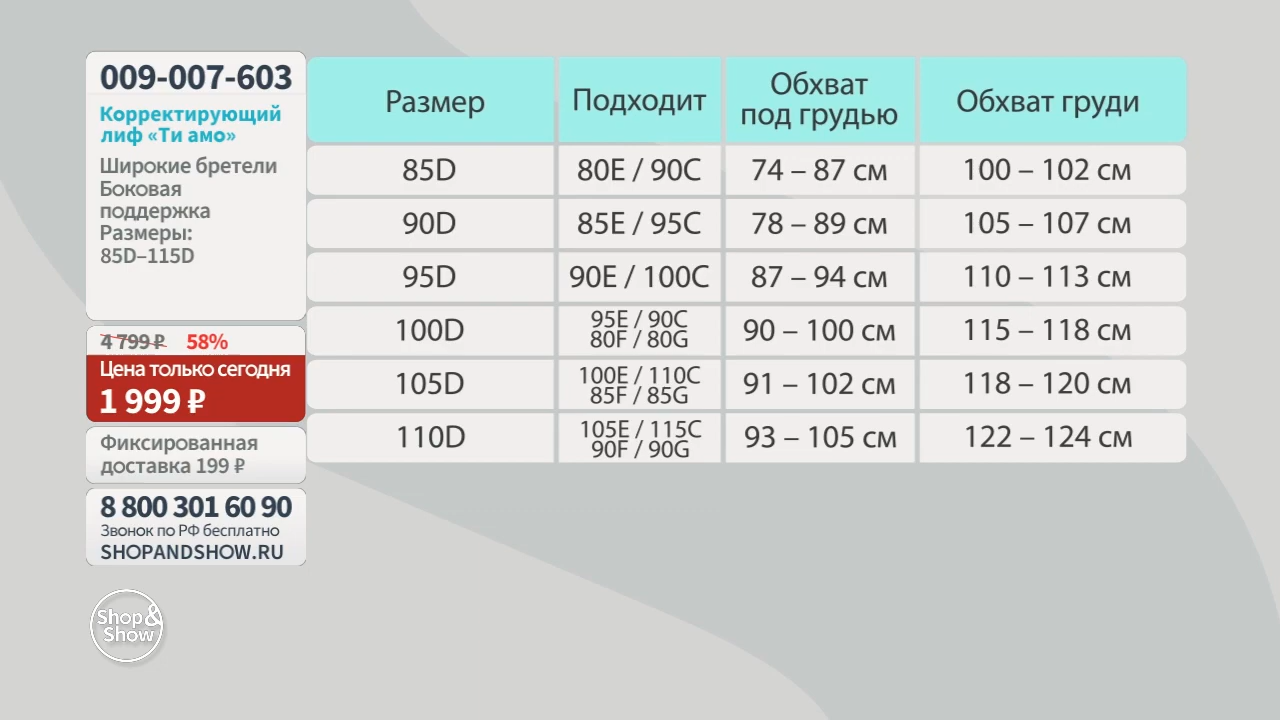 009-007-603
Корректирующий
лиф «Ти амо»
Широкие бретели
Боковая
поддержка
Размеры:
85D–115D
4 799 ₽ 58%
Цена только сегодня
1 999 ₽
Фиксированная
доставка 199 ₽
8 800 301 60 90
Звонок по РФ бесплатно
SHOPANDSHOW.RU
Shop&
Show
Размер Подходит Обхват под грудью Обхват груди
85D 80E / 90C 74 – 87 см 100 – 102 см
90D 85E / 95C 78 – 89 см 105 – 107 см
95D 90E / 100C 87 – 94 см 110 – 113 см
100D 95E / 90C 80F / 80G 90 – 100 см 115 – 118 см
105D 100E / 110C 85F / 85G 91 – 102 см 118 – 120 см
110D 105E / 115C 90F / 90G 93 – 105 см 122 – 124 см